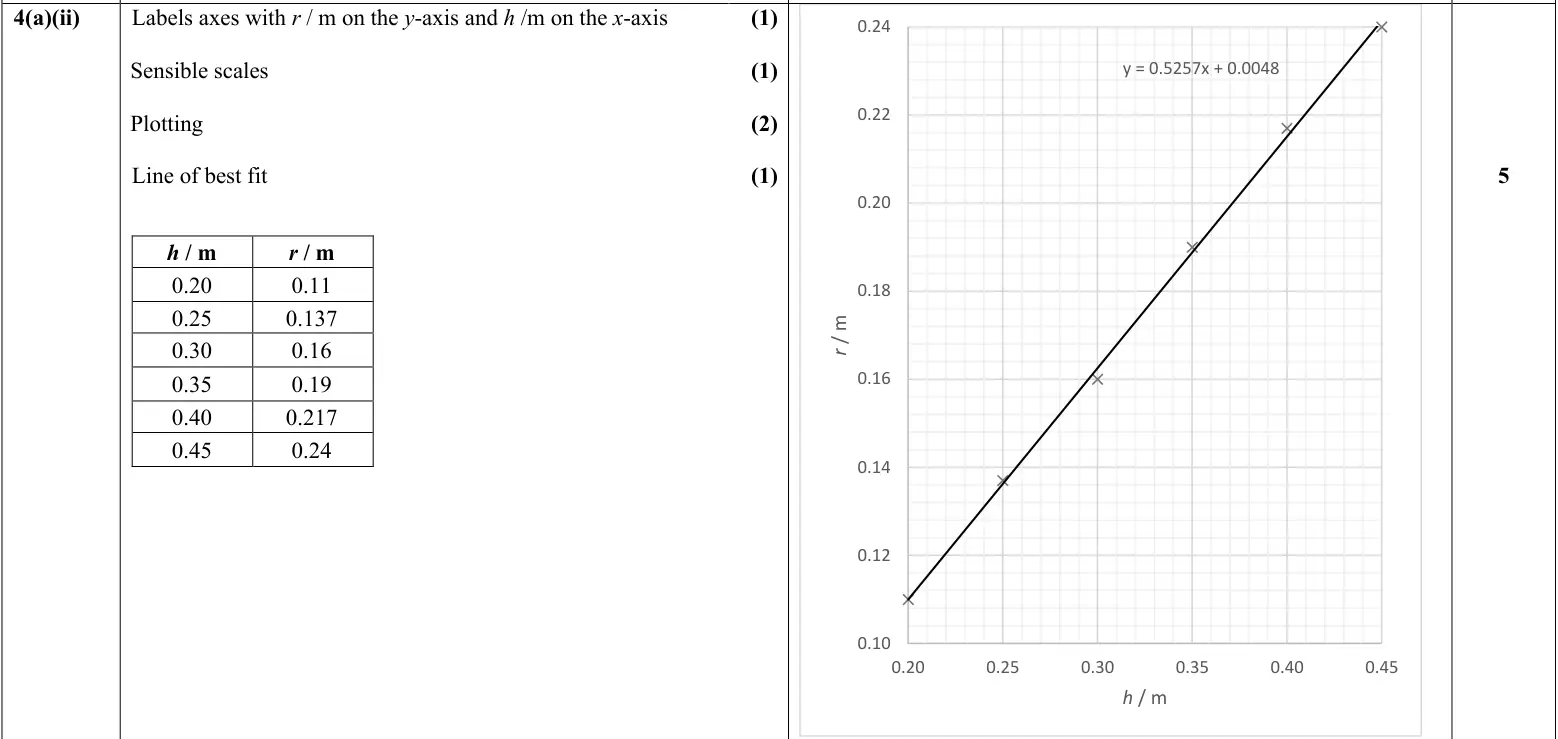 4(a)(ii) Labels axes with r / m on the y-axis and h /m on the x-axis (1)
Sensible scales (1)
Plotting (2)
Line of best fit (1)
h / m r / m
0.20 0.11
0.25 0.137
0.30 0.16
0.35 0.19
0.40 0.217
0.45 0.24
0.24
y = 0.5257x + 0.0048
0.22
0.20
0.18
r / m
0.16
0.14
0.12
0.10
0.20 0.25 0.30 0.35 0.40 0.45
h / m
5